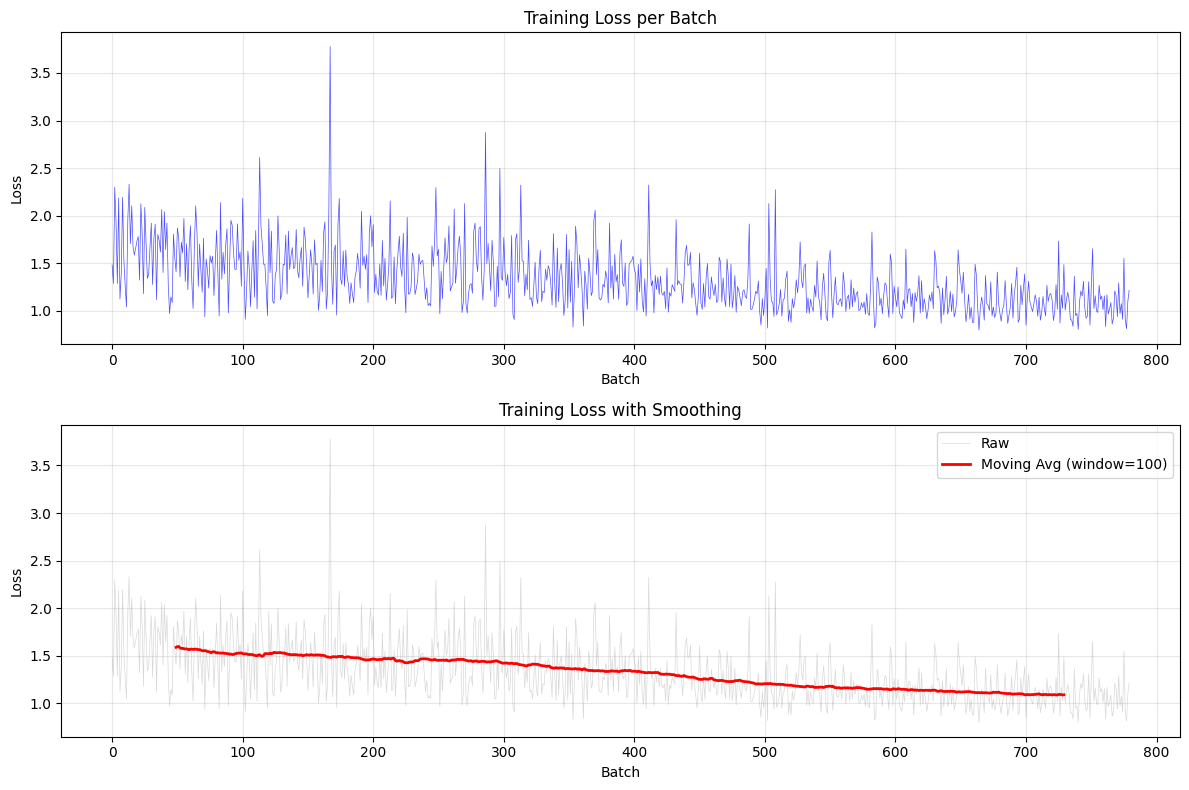 Training Loss per Batch
3.5
3.0
2.5
2.0
1.5
1.0
Loss
0 100 200 300 400 500 600 700 800
Batch
Training Loss with Smoothing
Raw
Moving Avg (window=100)
3.5
3.0
2.5
2.0
1.5
1.0
Loss
0 100 200 300 400 500 600 700 800
Batch